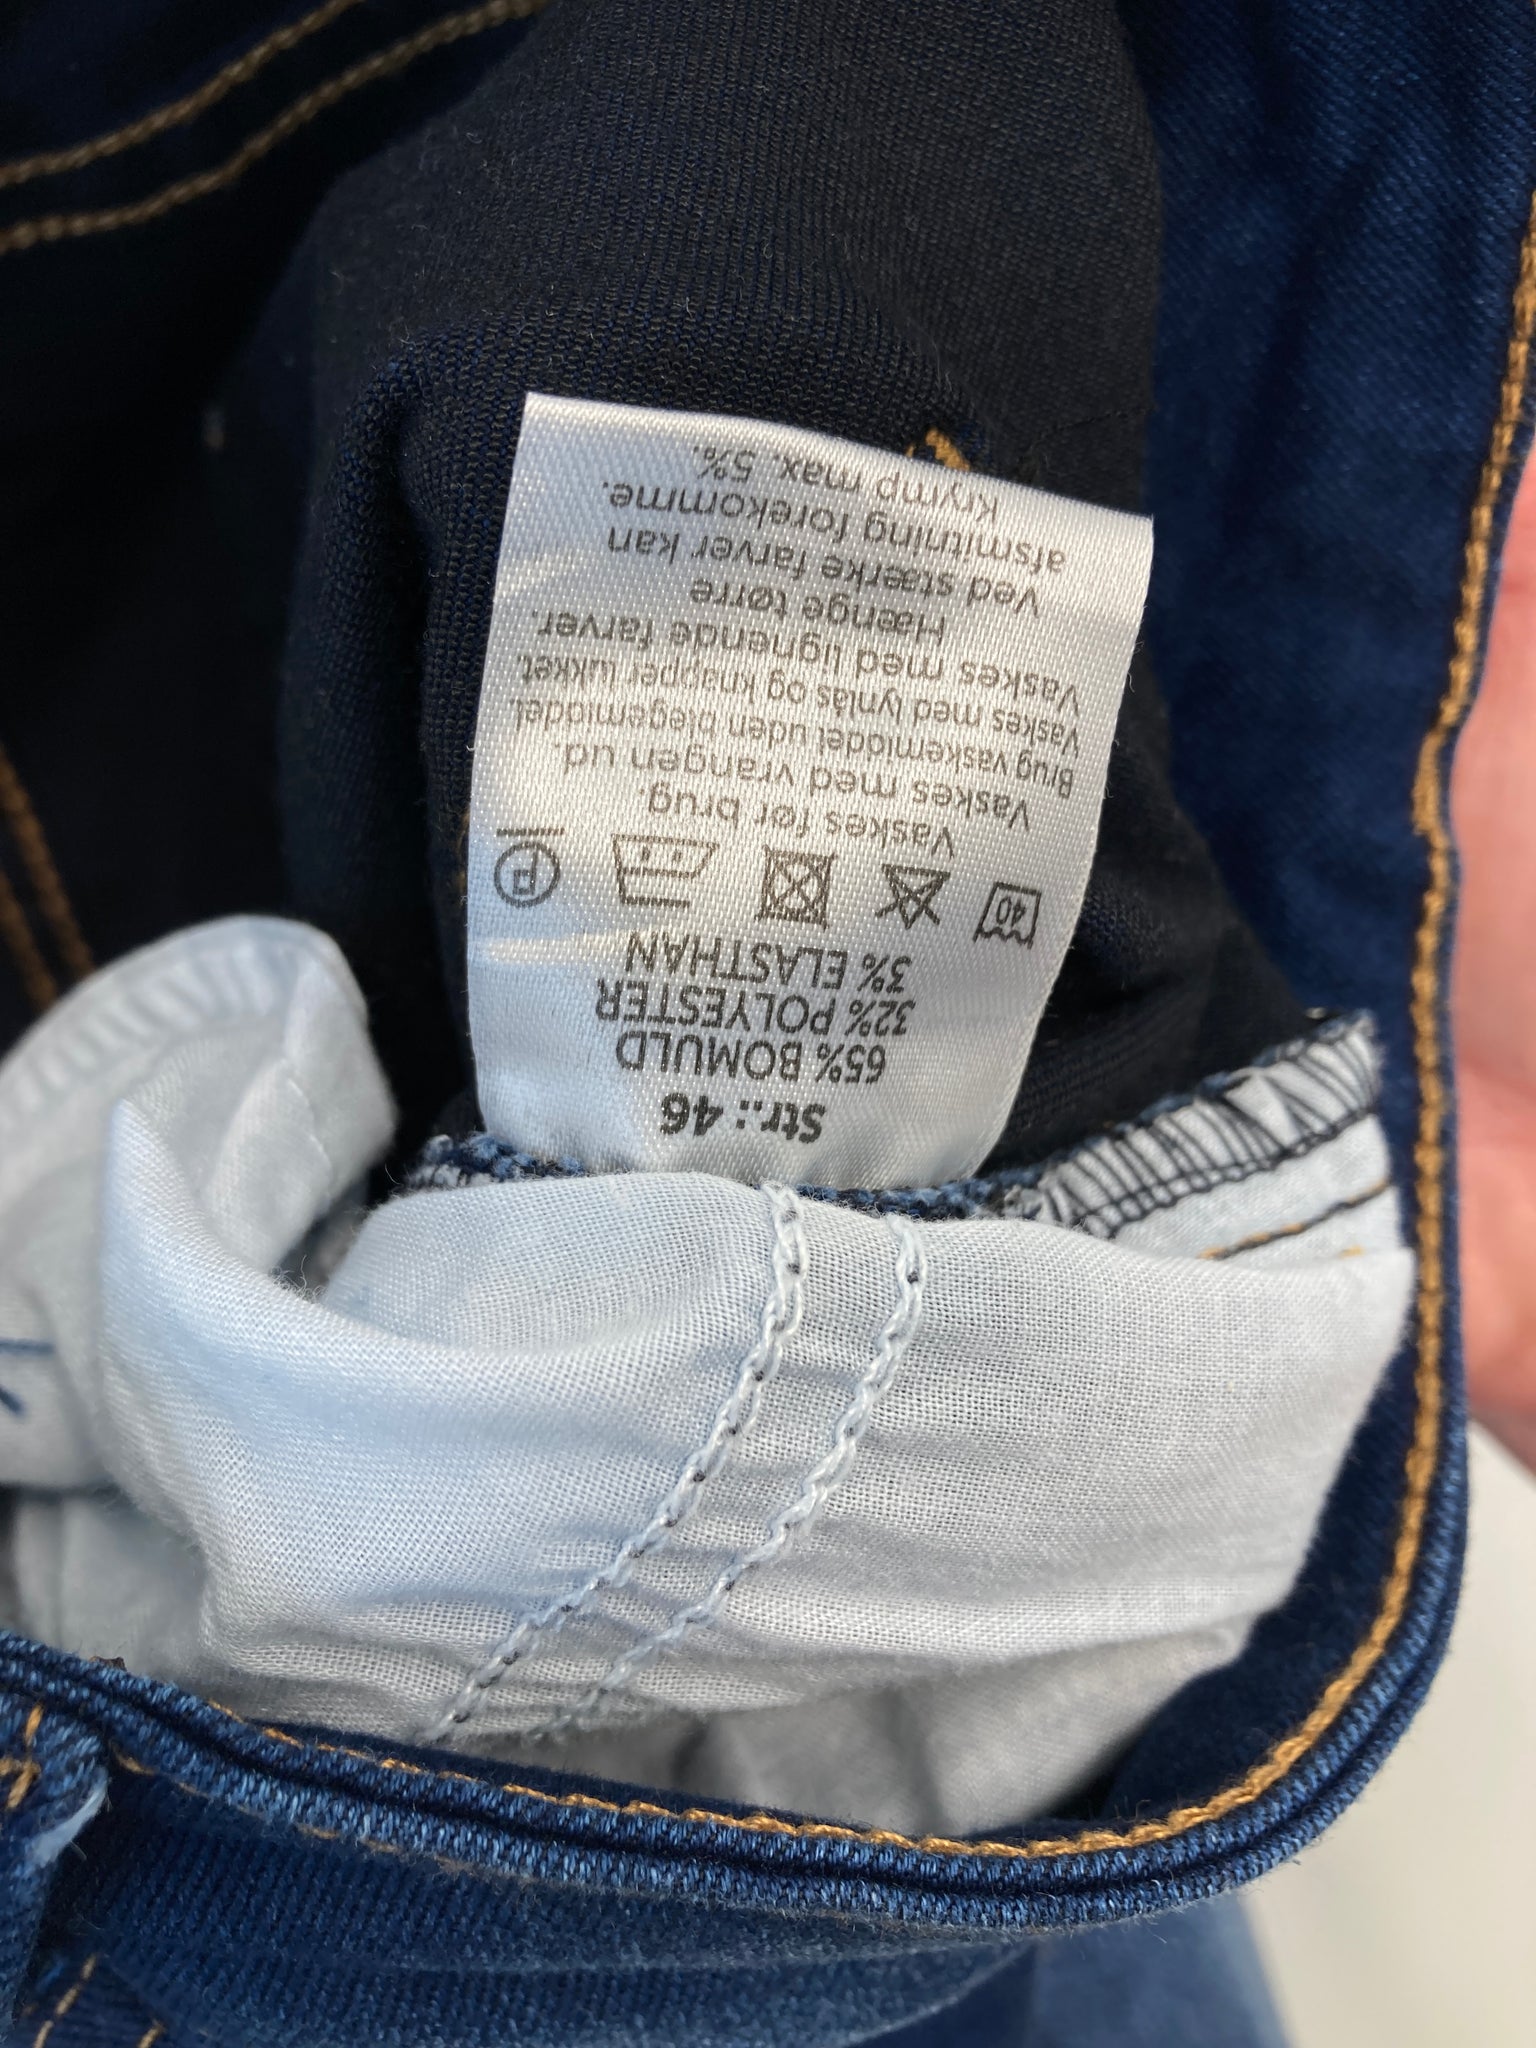 Str.: 46
65% BOMULD
32% POLYESTER
3% ELASTHAN
40 P
Vaskes før brug.
Vaskes med vrangen ud.
Brug vaskemiddel uden blegemiddel.
Vaskes med lynlås og knapper lukket.
Vaskes med lignende farver.
Hænge tørre
Ved stærke farver kan
afsmitning forekomme.
Krymp max. 5%.